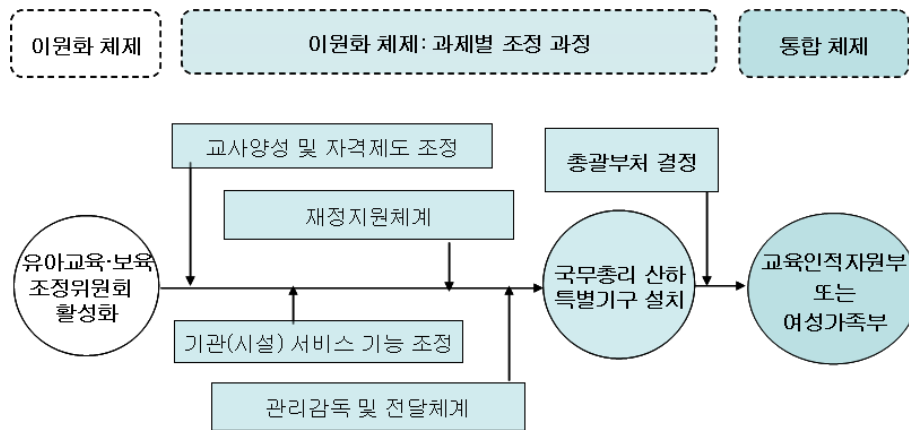 이원화 체제
이원화 체제: 과제별 조정 과정
통합 체제
교사양성 및 자격제도 조정
총괄부처 결정
재정지원체계
유아교육·보육
조정위원회
활성화
국무총리 산하
특별기구 설치
교육인적자원부
또는
여성가족부
기관(시설) 서비스 기능 조정
관리감독 및 전달체계